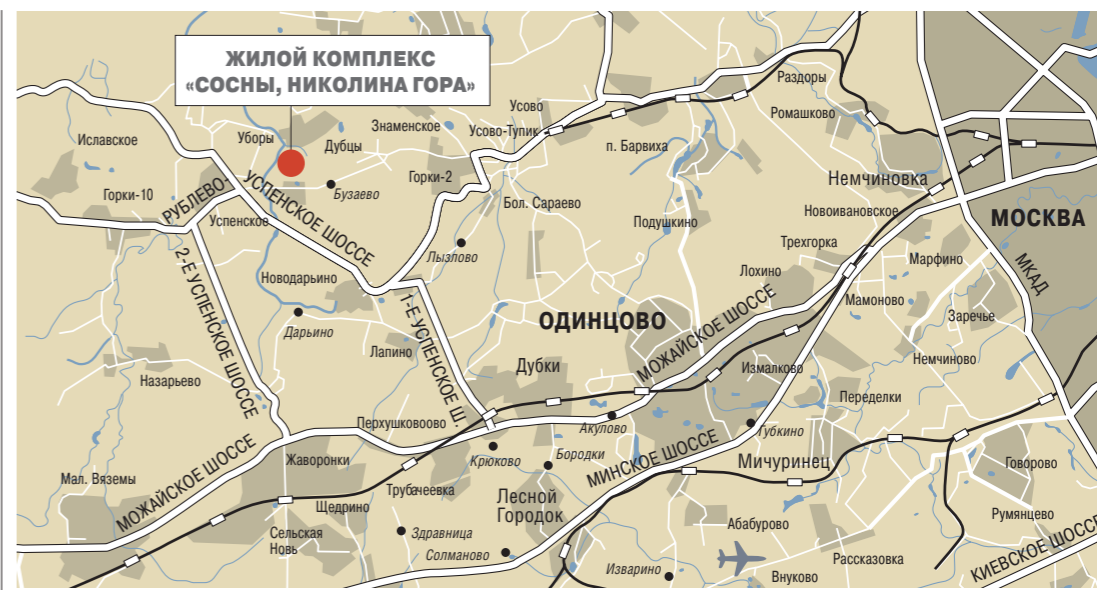 ЖИЛОЙ КОМПЛЕКС
«СОСНЫ, НИКОЛИНА ГОРА»
Раздоры
Усово
Ромашково
Знаменское
Усово-Тупик
Иславское
Уборы
Дубцы
п. Барвиха
Горки-2
Немчиновка
Бузаево
Горки-10
РУБЛЕВО-
УСПЕНСКОЕ ШОССЕ
Бол. Сараево
Новоивановское
МОСКВА
Успенское
Подушкино
Трехгорка
Лызлово
Марфино
2-Е УСПЕНСКОЕ ШОССЕ
Новодарьино
Лохино
МКАД
1-Е УСПЕНСКОЕ Ш.
Мамоново
Заречье
Дарьино
ОДИНЦОВО
МОЖАЙСКОЕ ШОССЕ
Лапино
Немчиново
Дубки
Измалково
Назарьево
Переделки
Перхушковоово
Акулово
Губкино
Крюково
Бородки
МИНСКОЕ ШОССЕ
Мичуринец
Жаворонки
Говорово
Мал. Вяземы
МОЖАЙСКОЕ ШОССЕ
Трубачеевка
Лесной
Городок
Щедрино
Румянцево
Сельская
Новь
Здравница
Абабурово
Солманово
Рассказовка
КИЕВСКОЕ ШОССЕ
Изварино
Внуково